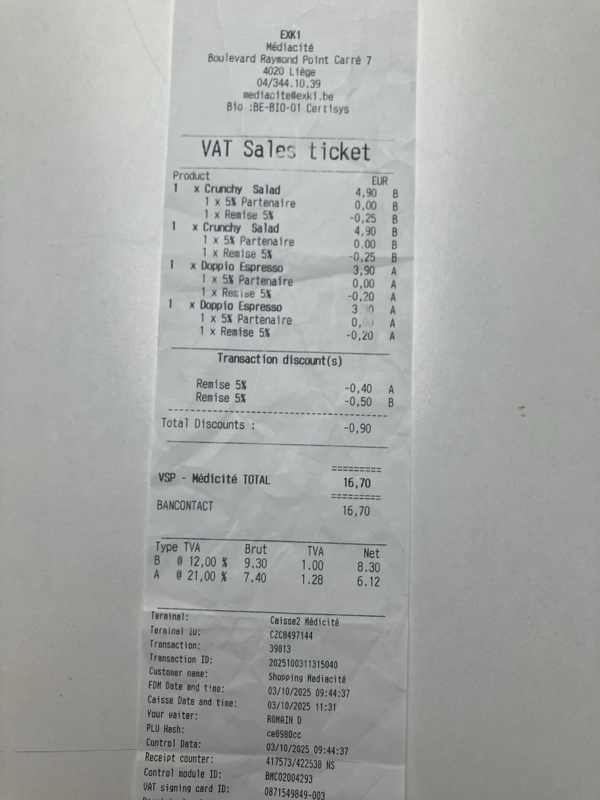 EXKi
Médiacité
Boulevard Raymond Point Carré 7
4020 Liège
04/344.10.39
mediacite@exki.be
Bio :BE-BIO-01 Certisys
VAT Sales ticket
Product EUR
1 x Crunchy Salad 4,90 B
1 x 5% Partenaire 0,00 B
1 x Remise 5% -0,25 B
1 x Crunchy Salad 4,90 B
1 x 5% Partenaire 0,00 B
1 x Remise 5% -0,25 B
1 x Doppio Espresso 3,90 A
1 x 5% Partenaire 0,00 A
1 x Remise 5% -0,20 A
1 x Doppio Espresso A
1 x 5% Partenaire A
1 x Remise 5% -0,20 A
Transaction discount(s)
Remise 5% -0,40 A
Remise 5% -0,50 B
Total Discounts : -0,90
VSP - Médicité TOTAL 16,70
BANCONTACT 16,70
Type TVA Brut TVA Net
B @ 12,00 % 9.30 1.00 8.30
A @ 21,00 % 7.40 1.28 6.12
Terminal: Caisse2 Médicité
Terminal ID: CZC8497144
Transaction: 39813
Transaction ID: 2025100311315040
Customer name: Shopping Mediacite
FDM Date and time: 03/10/2025 09:44:37
Caisse Date and time: 03/10/2025 11:31
Your waiter: ROMAIN D
PLU Hash: ce8980cc
Control Date: 03/10/2025 09:44:37
Receipt counter: 417573/422538 NS
Control module ID: BMC02004293
VAT signing card ID: 0871549849-003